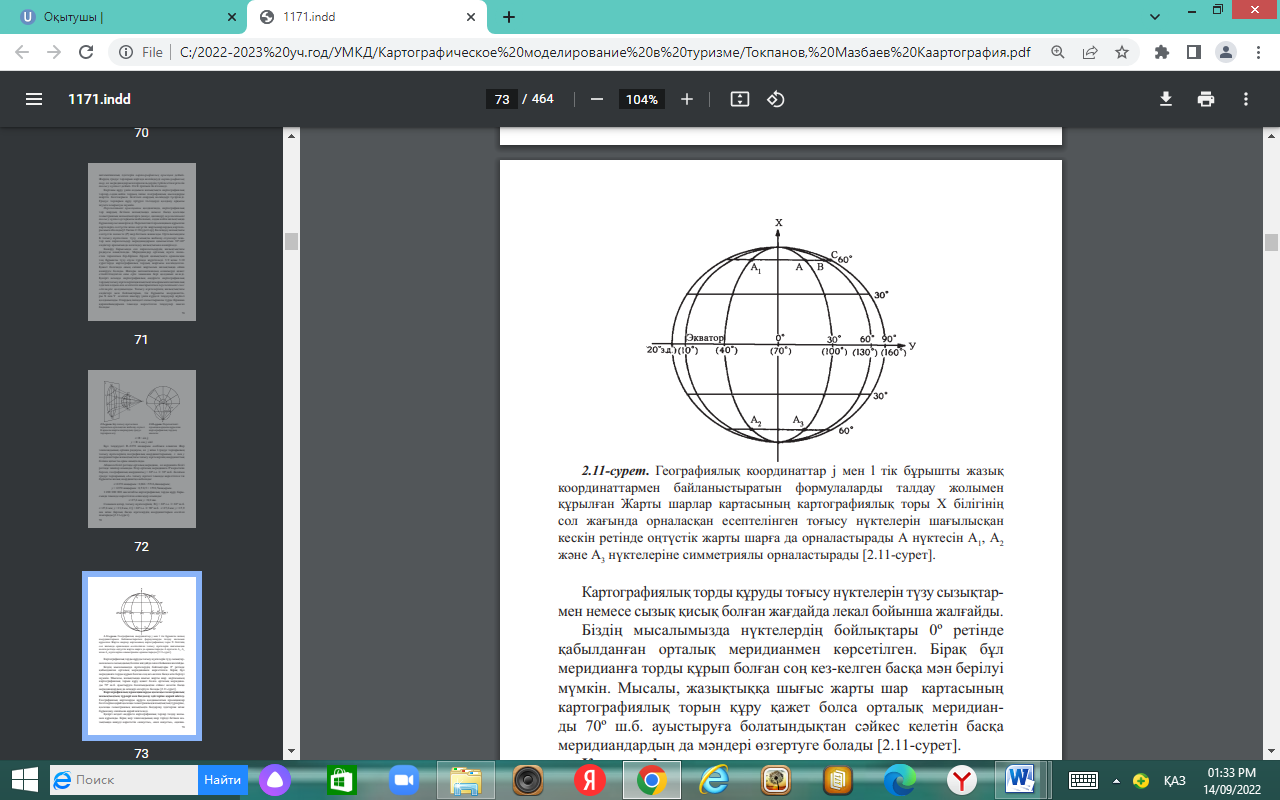 Оқытушы |
1171.indd
File
C:/2022-2023%20уч.год/УМКД/Картографическое%20моделирование%20в%20туризме/Токпанов,%20Мазбаев%20Каартография.pdf
1171.indd
73 / 464
104%
70
71
72
73
X
C 60°
A1 A B
30°
Экватор 0° 30° 60° 90° У
20°з.д.) (10°) (40°) (70°) (100°) (130°) (160°)
30°
A2 A3 60°
2.11-сурет. Географиялық координаттар j мен l тік бұрышты жазық
координаттармен байланыстыратын формулаларды талдау жолымен
құрылған Жарты шарлар картасының картографиялық торы X білігінің
сол жағында орналасқан есептелінген тоғысу нүктелерін шағылысқан
кескін ретінде оңтүстік жарты шарға да орналастырады А нүктесін А1, А2
және А3 нүктелеріне симметриялы орналастырады [2.11-сурет].
Картографиялық торды құруды тоғысу нүктелерін түзу сызықтар-
мен немесе сызық қисық болған жағдайда лекал бойынша жалғайды.
Біздің мысалымызда нүктелердің бойлықтары 0º ретінде
қабылданған орталық меридианмен көрсетілген. Бірақ бұл
меридианға торды құрып болған соң кез-келген басқа мән берілуі
мүмкін. Мысалы, жазықтыққа шығыс жарты шар картасының
картографиялық торын құру қажет болса орталық меридиан-
ды 70º ш.б. ауыстыруға болатындықтан сәйкес келетін басқа
меридиандардың да мәндері өзгертуге болады [2.11-сурет].
Поиск
Найти
ҚАЗ
01:33 PM
14/09/2022